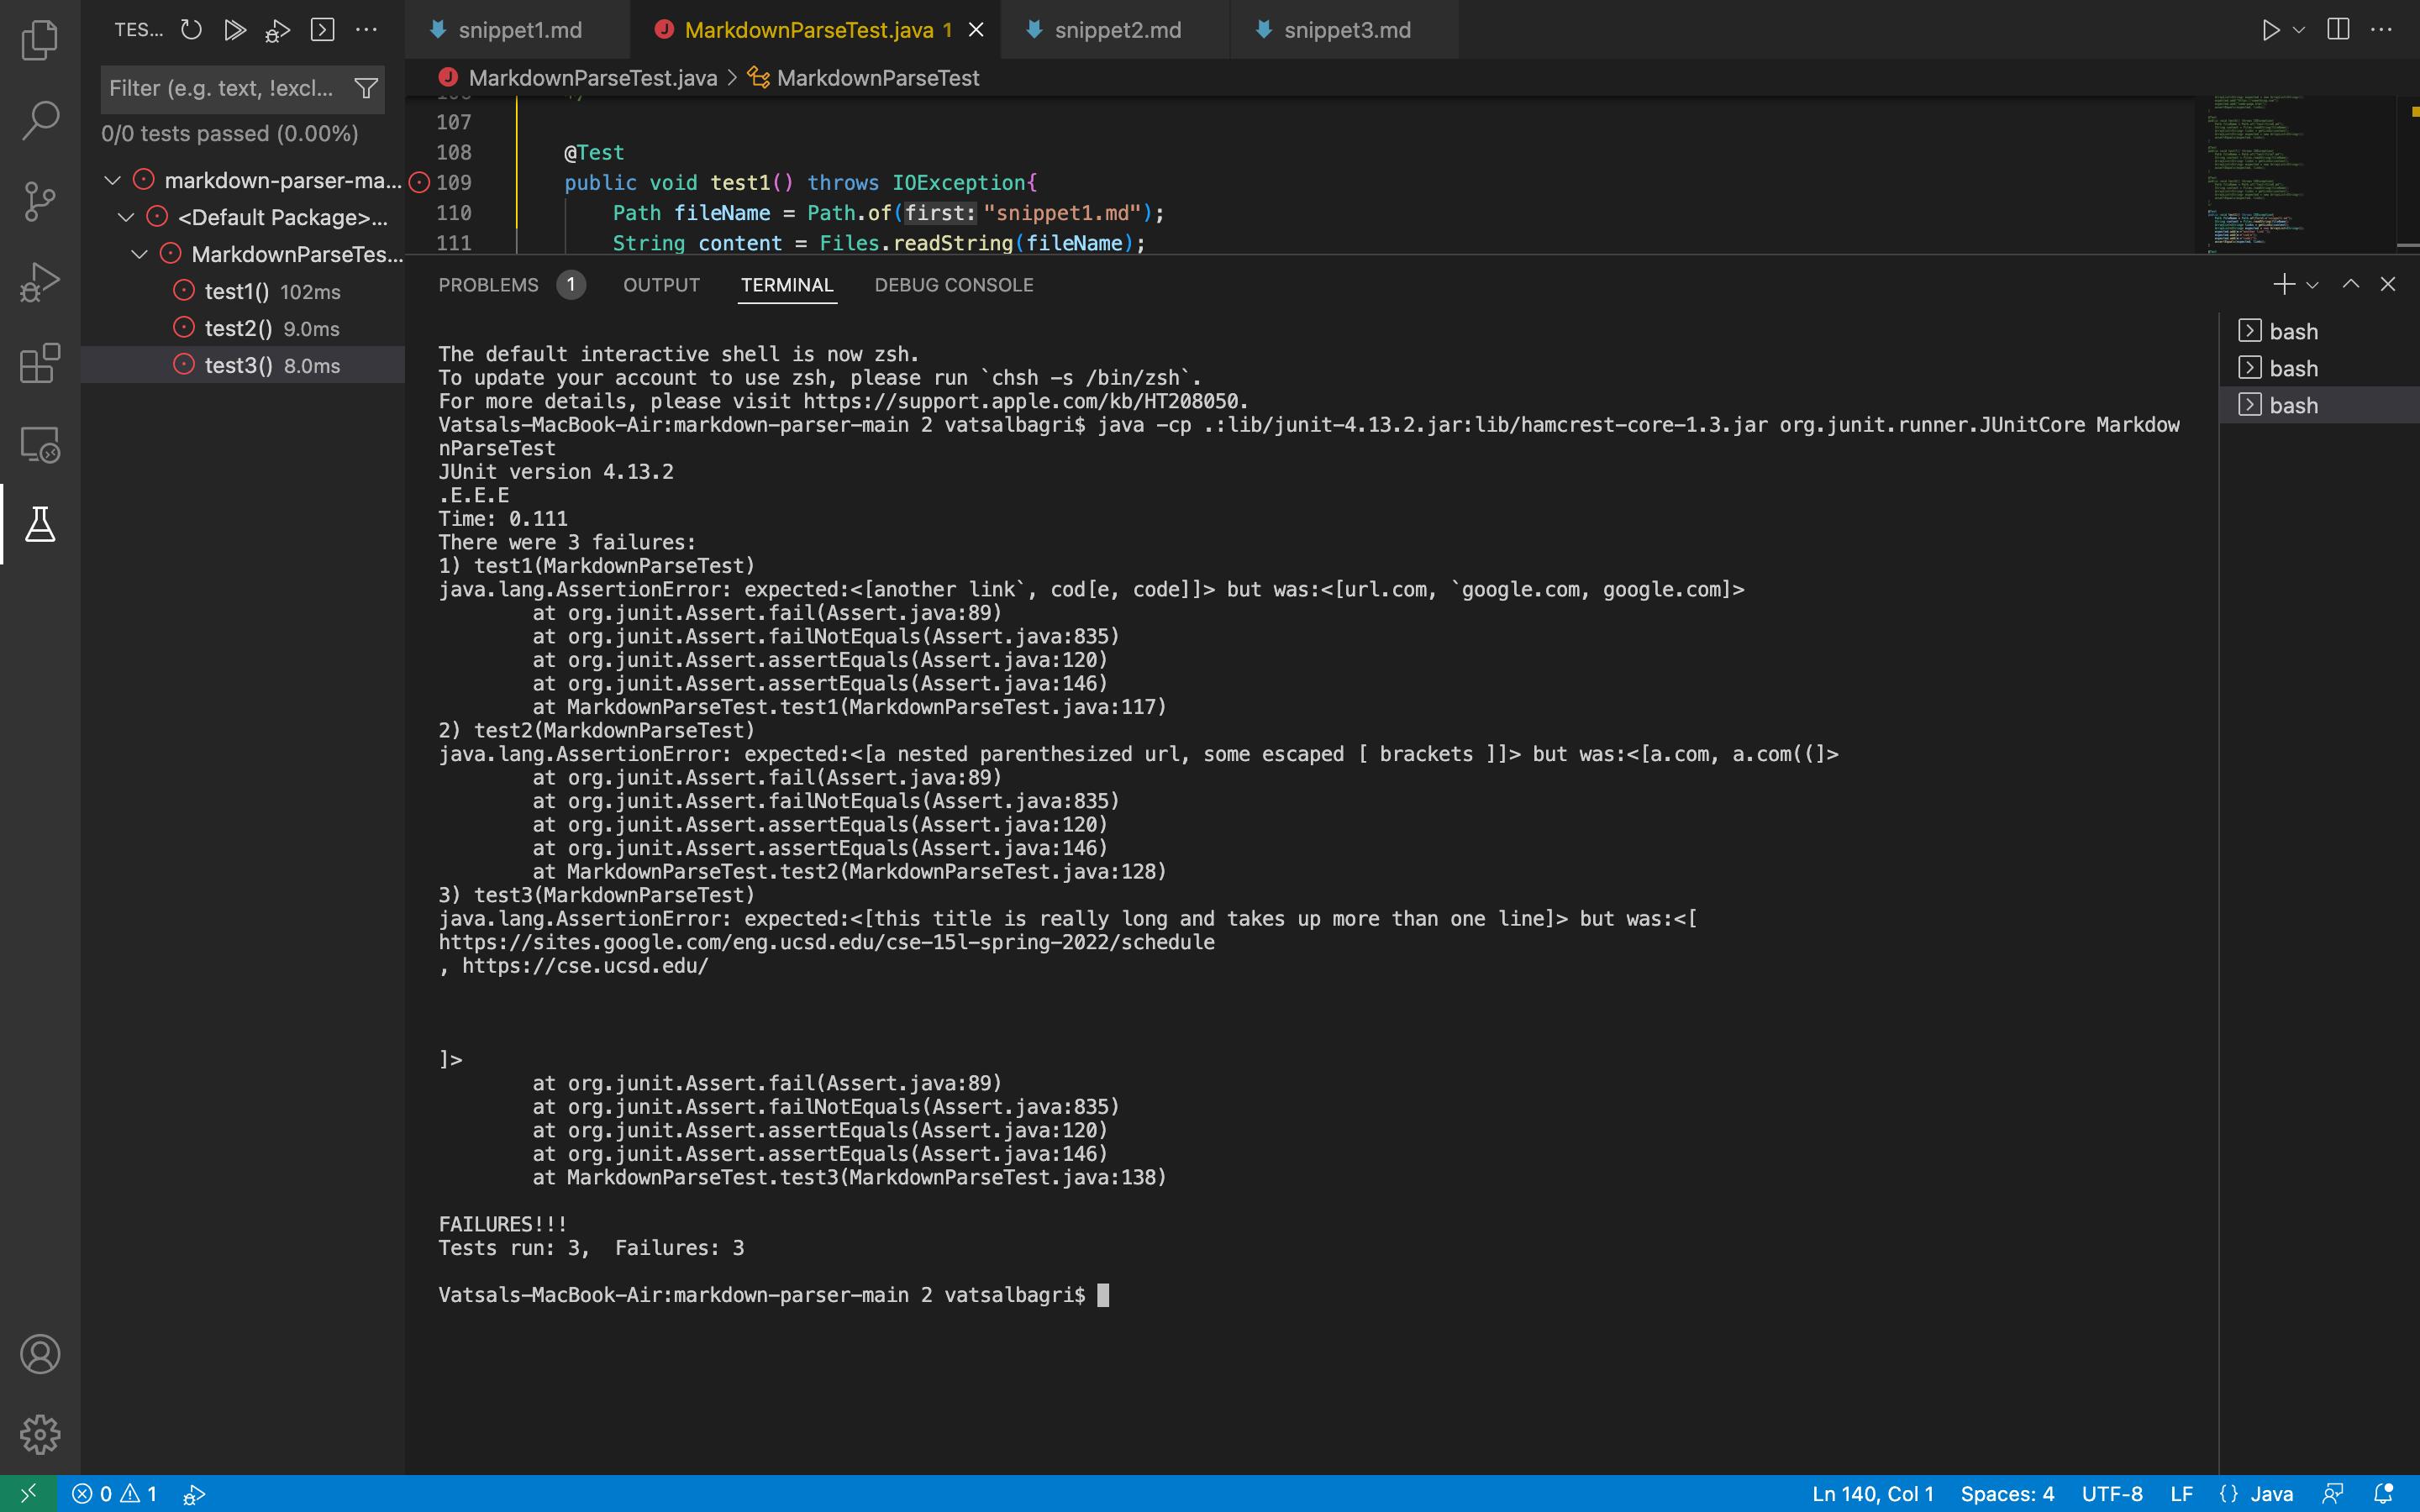 TES...
Filter (e.g. text, !excl...
0/0 tests passed (0.00%)
markdown-parser-ma...
<Default Package>...
MarkdownParseTes...
test1() 102ms
test2() 9.0ms
test3() 8.0ms
snippet1.md
MarkdownParseTest.java 1
snippet2.md
snippet3.md
MarkdownParseTest.java > MarkdownParseTest
107
108 @Test
109 public void test1() throws IOException{
110 Path fileName = Path.of(first: "snippet1.md");
111 String content = Files.readString(fileName);
PROBLEMS 1 OUTPUT TERMINAL DEBUG CONSOLE
bash
bash
bash
The default interactive shell is now zsh.
To update your account to use zsh, please run `chsh -s /bin/zsh`.
For more details, please visit https://support.apple.com/kb/HT208050.
Vatsals-MacBook-Air:markdown-parser-main 2 vatsalbagri$ java -cp .:lib/junit-4.13.2.jar:lib/hamcrest-core-1.3.jar org.junit.runner.JUnitCore Markdow
nParseTest
JUnit version 4.13.2
.E.E.E
Time: 0.111
There were 3 failures:
1) test1(MarkdownParseTest)
java.lang.AssertionError: expected:<[another link`, cod[e, code]]> but was:<[url.com, `google.com, google.com]>
at org.junit.Assert.fail(Assert.java:89)
at org.junit.Assert.failNotEquals(Assert.java:835)
at org.junit.Assert.assertEquals(Assert.java:120)
at org.junit.Assert.assertEquals(Assert.java:146)
at MarkdownParseTest.test1(MarkdownParseTest.java:117)
2) test2(MarkdownParseTest)
java.lang.AssertionError: expected:<[a nested parenthesized url, some escaped [ brackets ]]> but was:<[a.com, a.com((]>
at org.junit.Assert.fail(Assert.java:89)
at org.junit.Assert.failNotEquals(Assert.java:835)
at org.junit.Assert.assertEquals(Assert.java:120)
at org.junit.Assert.assertEquals(Assert.java:146)
at MarkdownParseTest.test2(MarkdownParseTest.java:128)
3) test3(MarkdownParseTest)
java.lang.AssertionError: expected:<[this title is really long and takes up more than one line]> but was:<[
https://sites.google.com/eng.ucsd.edu/cse-15l-spring-2022/schedule
, https://cse.ucsd.edu/
]>
at org.junit.Assert.fail(Assert.java:89)
at org.junit.Assert.failNotEquals(Assert.java:835)
at org.junit.Assert.assertEquals(Assert.java:120)
at org.junit.Assert.assertEquals(Assert.java:146)
at MarkdownParseTest.test3(MarkdownParseTest.java:138)
FAILURES!!!
Tests run: 3,  Failures: 3
Vatsals-MacBook-Air:markdown-parser-main 2 vatsalbagri$
0 1
Ln 140, Col 1 Spaces: 4 UTF-8 LF {} Java